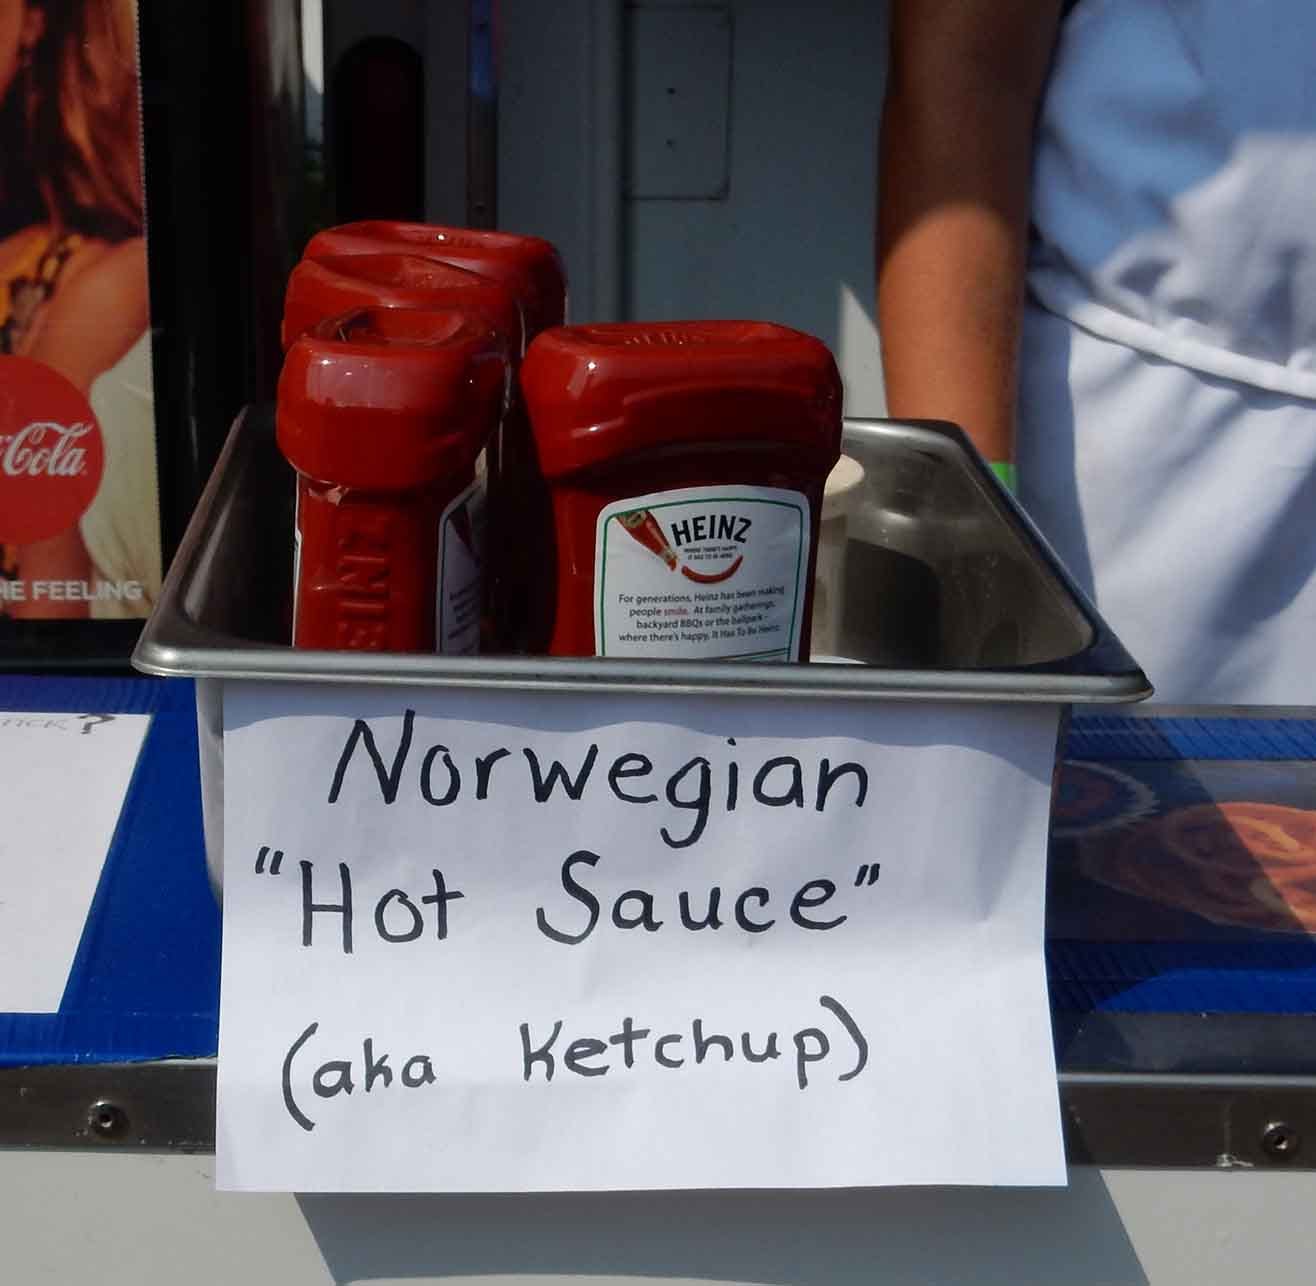 HEINZ
For generations, Heinz has been making
people smile. At family gatherings,
backyard BBQs or the ballpark -
where there's happy, It Has To Be Heinz.
HEINZ
Cola
FEELING
?
Norwegian
"Hot Sauce"
(aka Ketchup)